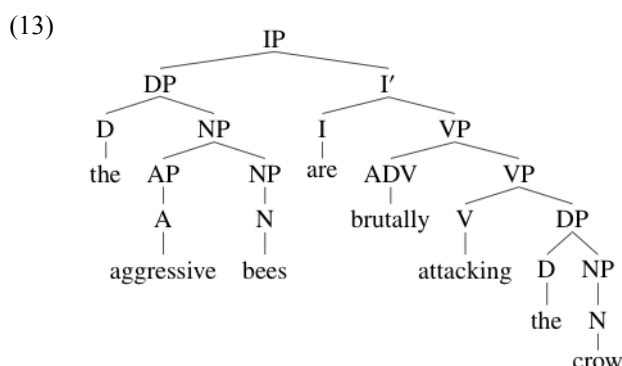 (13)
IP
DP I′
D NP I VP
the AP NP are ADV VP
A N brutally V DP
aggressive bees attacking D NP
the N
crow